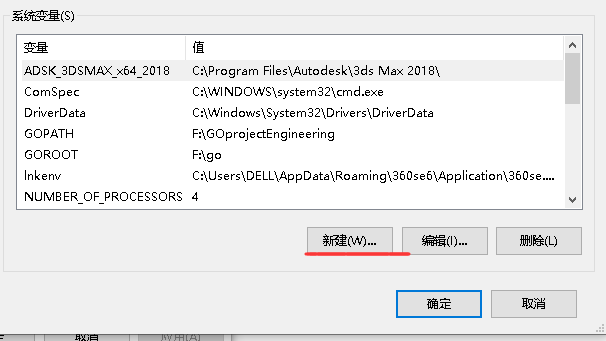 系统变量(S)
变量 值
ADSK_3DSMAX_x64_2018 C:\Program Files\Autodesk\3ds Max 2018\
ComSpec C:\WINDOWS\system32\cmd.exe
DriverData C:\Windows\System32\Drivers\DriverData
GOPATH F:\GOprojectEngineering
GOROOT F:\go
lnkenv C:\Users\DELL\AppData\Roaming\360se6\Application\360se....
NUMBER_OF_PROCESSORS 4
新建(W)... 编辑(I)... 删除(L)
确定 取消
取消 应用(A)